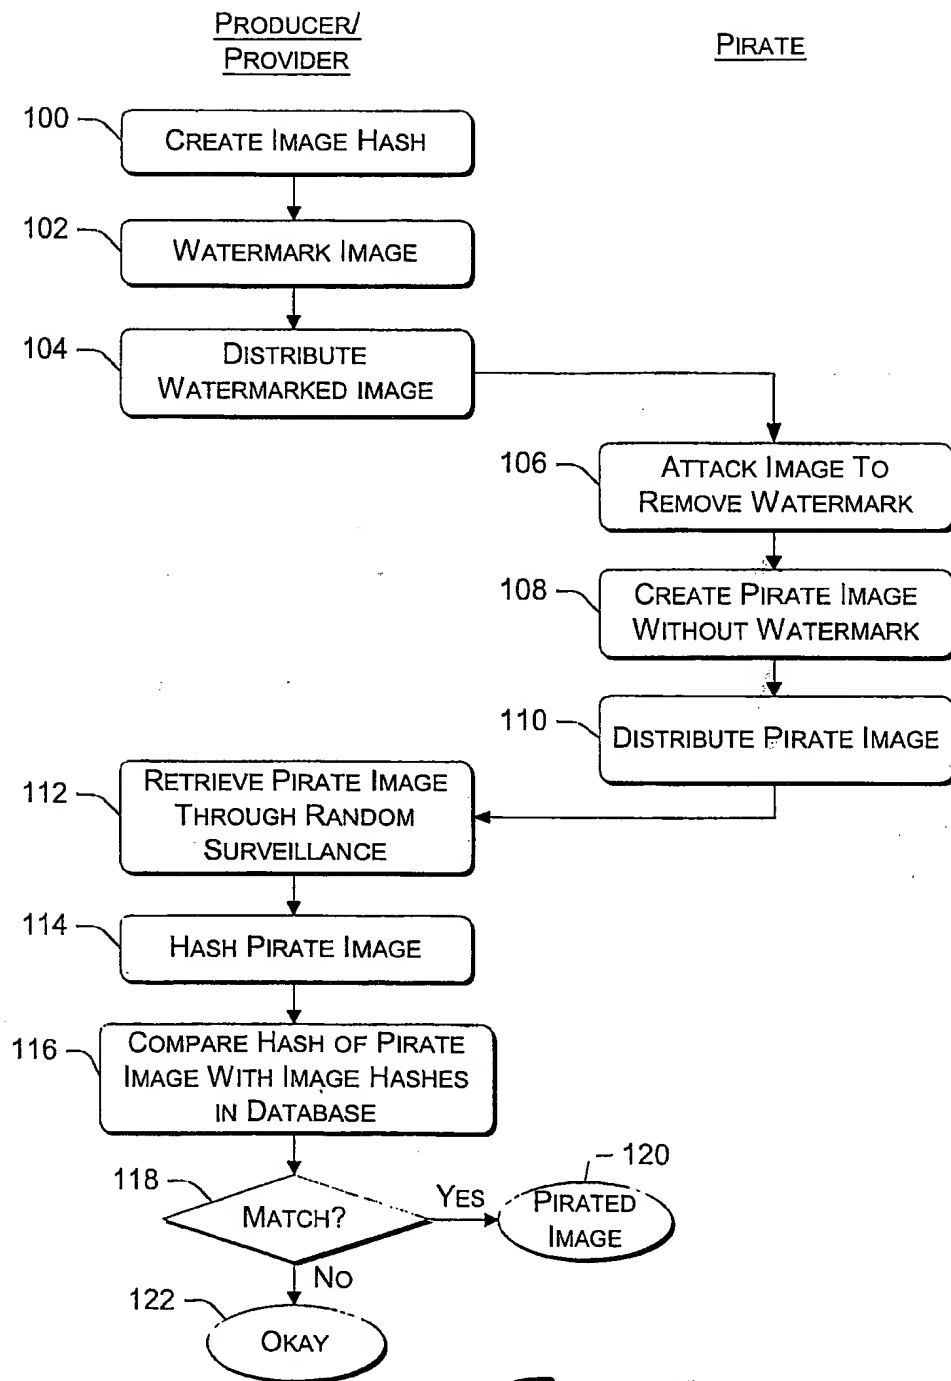 PRODUCER/
PROVIDER
PIRATE
100
CREATE IMAGE HASH
102
WATERMARK IMAGE
104
DISTRIBUTE
WATERMARKED IMAGE
106
ATTACK IMAGE TO
REMOVE WATERMARK
108
CREATE PIRATE IMAGE
WITHOUT WATERMARK
110
DISTRIBUTE PIRATE IMAGE
112
RETRIEVE PIRATE IMAGE
THROUGH RANDOM
SURVEILLANCE
114
HASH PIRATE IMAGE
116
COMPARE HASH OF PIRATE
IMAGE WITH IMAGE HASHES
IN DATABASE
118
MATCH?
YES
120
PIRATED
IMAGE
NO
122
OKAY